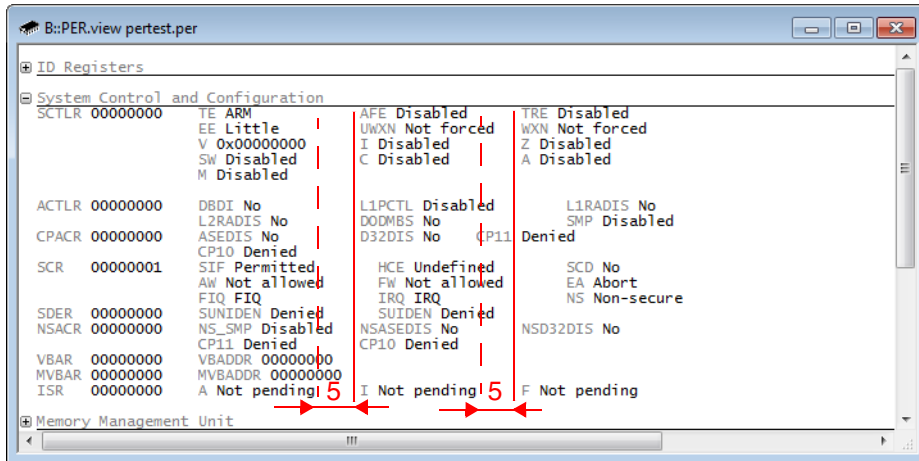 B::PER.view pertest.per
ID Registers
System Control and Configuration
SCTLR 00000000 TE ARM AFE Disabled TRE Disabled
EE Little UWXN Not forced WXN Not forced
V 0x00000000 I Disabled Z Disabled
SW Disabled C Disabled A Disabled
M Disabled
ACTLR 00000000 DBDI No L1PCTL Disabled L1RADIS No
L2RADIS No DODMBS No SMP Disabled
CPACR 00000000 ASEDIS No D32DIS No CP11 Denied
CP10 Denied
SCR 00000001 SIF Permitted HCE Undefined SCD No
AW Not allowed FW Not allowed EA Abort
FIQ FIQ IRQ IRQ NS Non-secure
SDER 00000000 SUNIDEN Denied SUIDEN Denied
NSACR 00000000 NS_SMP Disabled NSASEDIS No NSD32DIS No
CP11 Denied CP10 Denied
VBAR 00000000 VBADDR 00000000
MVBAR 00000000 MVBADDR 00000000
ISR 00000000 A Not pending 5 I Not pending 5 F Not pending
Memory Management Unit